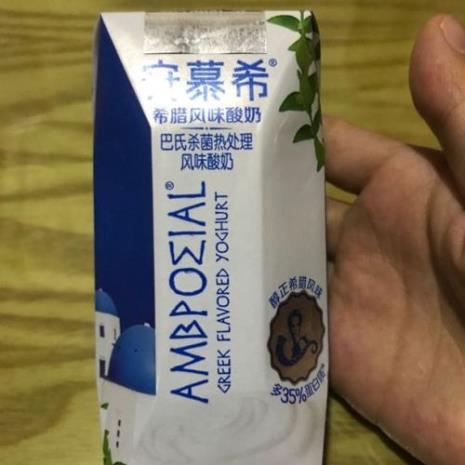 安慕希®
希腊风味酸奶
巴氏杀菌热处理
风味酸奶
AMBPOΣIAL®
GREEK FLAVORED YOGHURT
醇正希腊风味
多35%蛋白质*